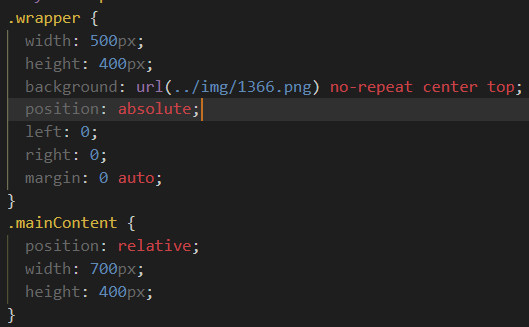 .wrapper {
width: 500px;
height: 400px;
background: url(../img/1366.png) no-repeat center top;
position: absolute;
left: 0;
right: 0;
margin: 0 auto;
}
.mainContent {
position: relative;
width: 700px;
height: 400px;
}